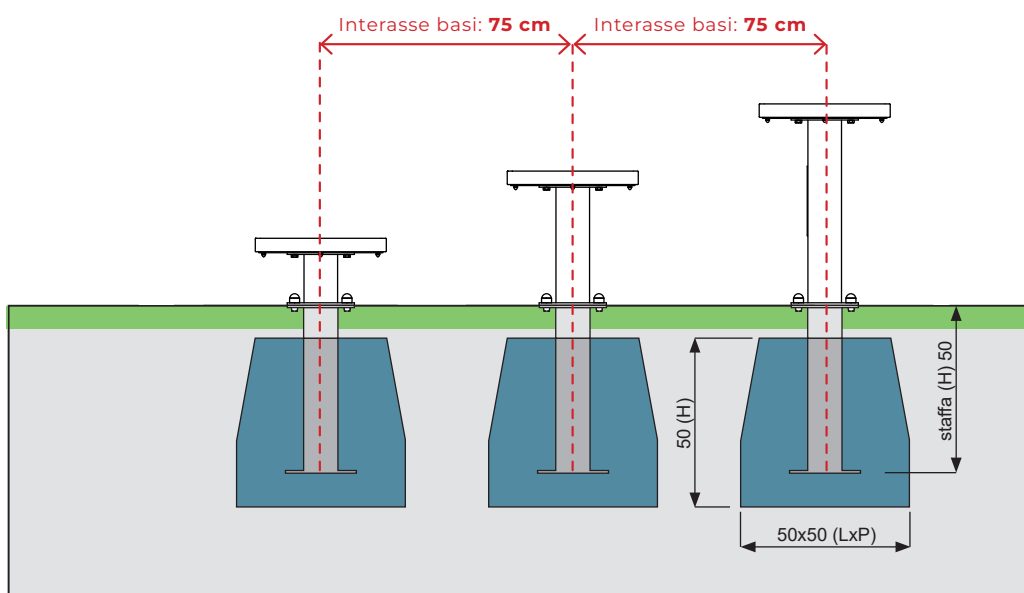 Interasse basi: 75 cm
Interasse basi: 75 cm
50 (H)
staffa (H) 50
50x50 (LxP)